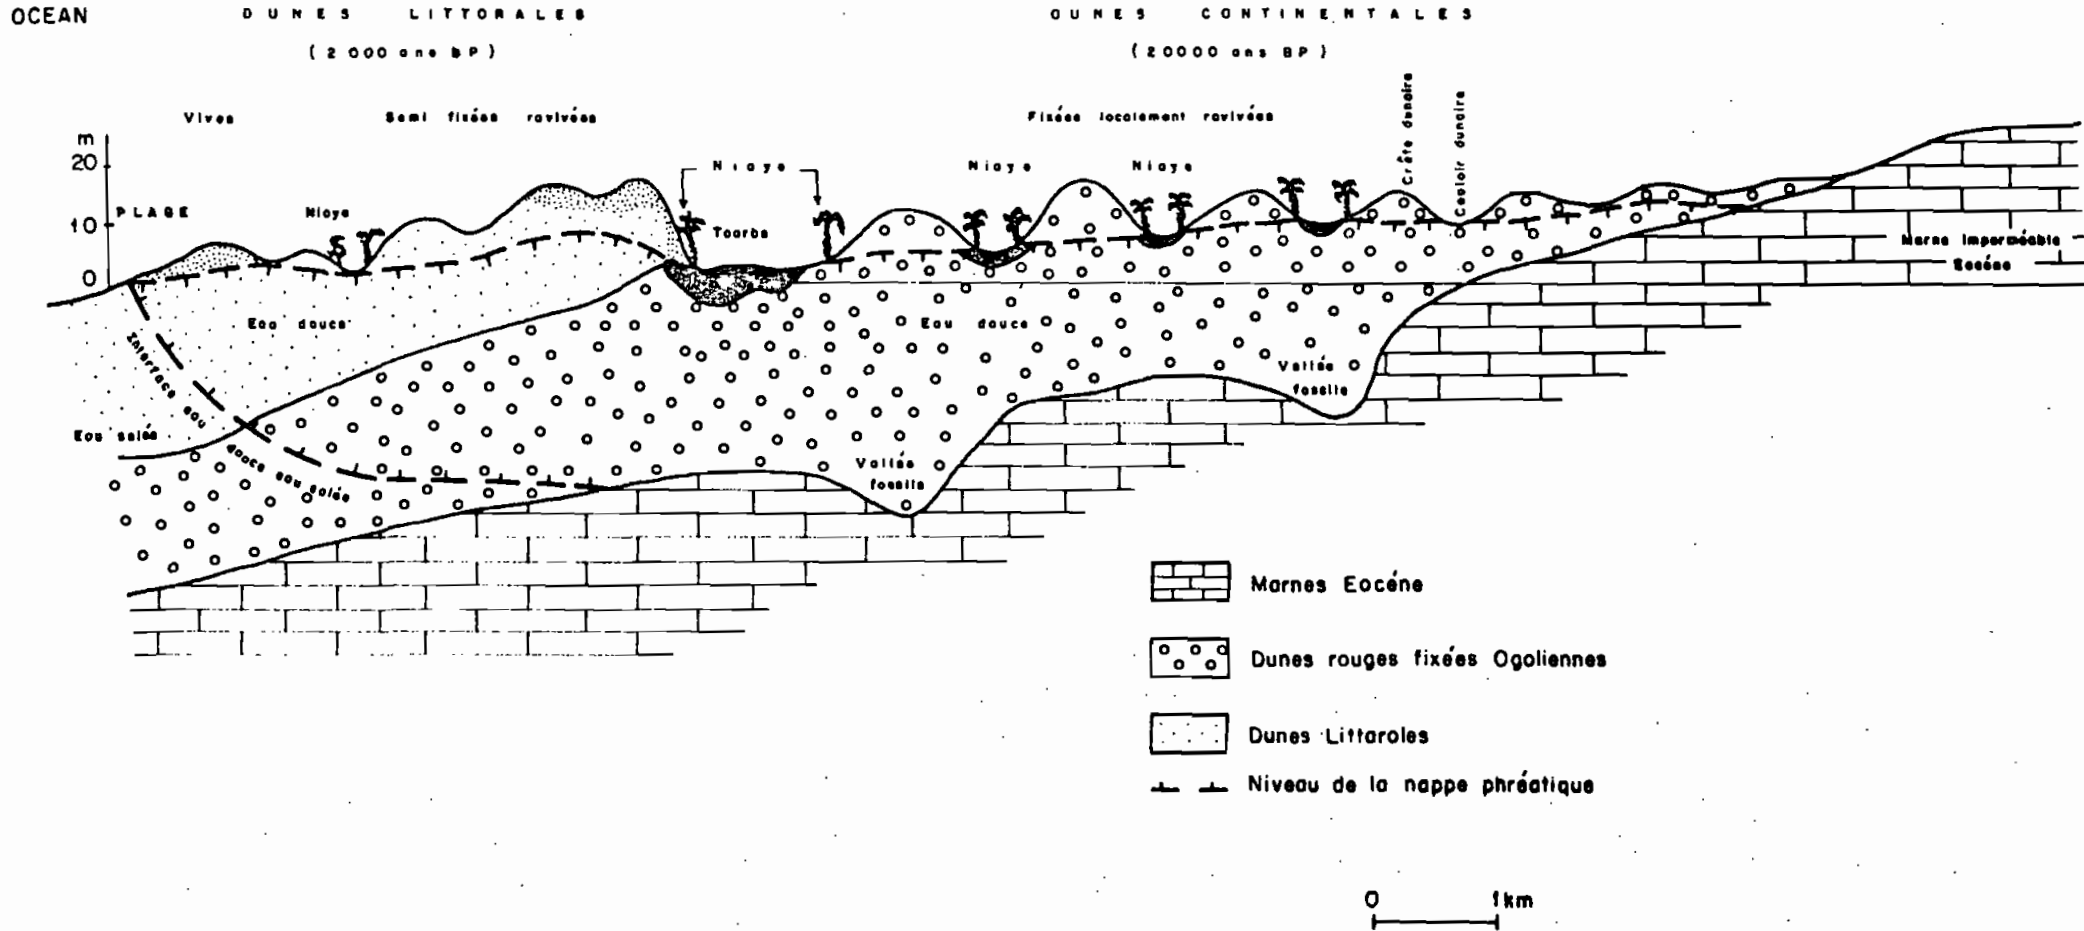 OCEAN
DUNES LITTORALES
(2 000 ans BP)
DUNES CONTINENTALES
(20000 ans BP)
Vives
Semi fixées ravivées
Fixées localement ravivées
Crête dunaire
Couloir dunaire
m
20
10
0
PLAGE
Niaye
Niaye
Niaye
Niaye
Tourbe
Marne Imperméable
Eocéne
Eau douce
Eau douce
Interface eau
douce eau salée
Eau salée
Vallée
fossile
Vallée
fossile
Marnes Eocéne
Dunes rouges fixées Ogoliennes
Dunes Littorales
Niveau de la nappe phréatique
0 1km